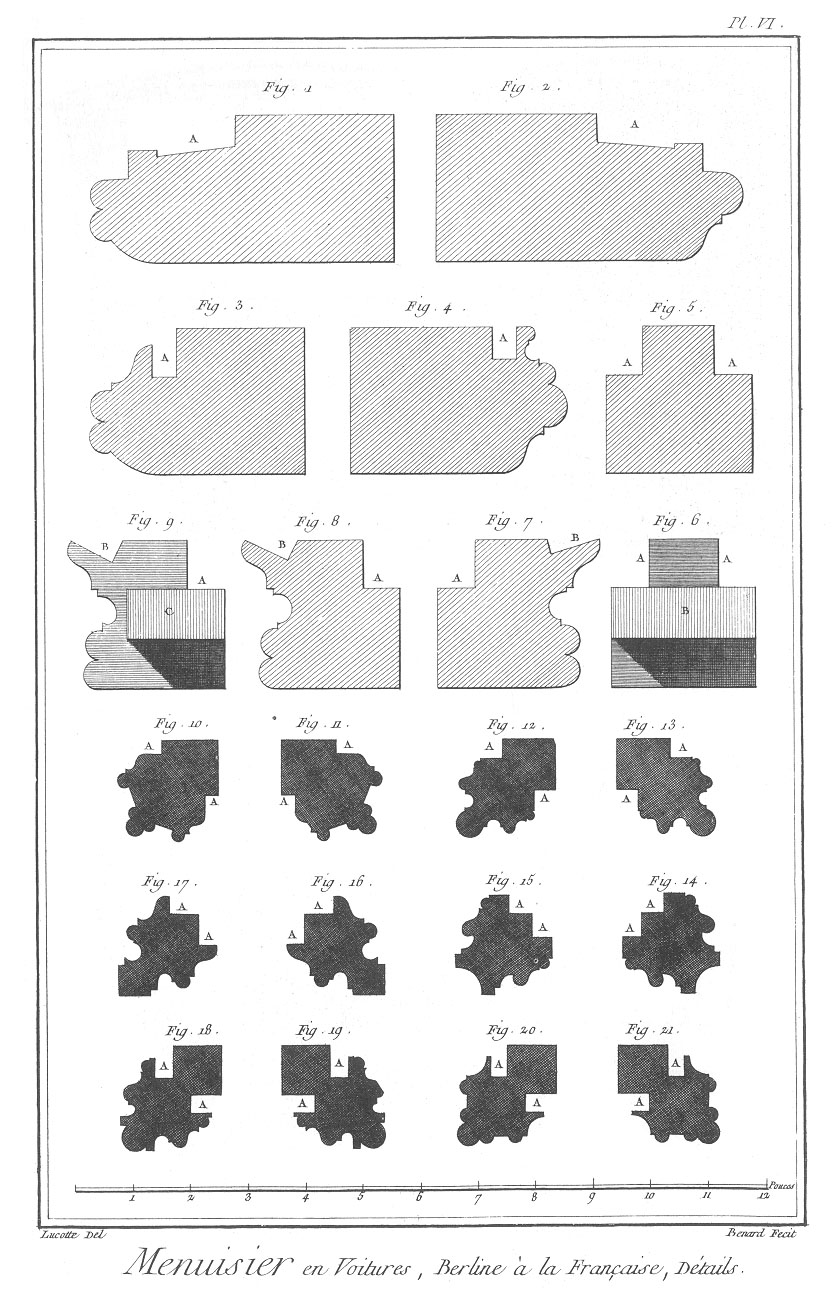 Pl. VI.
Fig. 1
Fig. 2.
A
A
Fig. 3.
Fig. 4.
Fig. 5.
A
A
A
A
Fig. 9.
Fig. 8.
Fig. 7.
Fig. 6.
B
A
C
B
A
A
B
A
A
B
Fig. 10.
Fig. 11.
Fig. 12.
Fig. 13.
A
A
A
A
A
A
A
A
Fig. 17.
Fig. 16.
Fig. 15.
Fig. 14.
A
A
A
A
A
A
A
A
Fig. 18.
Fig. 19.
Fig. 20.
Fig. 21.
A
A
A
A
A
A
A
A
1 2 3 4 5 6 7 8 9 10 11 12 Pouces
Lucotte Del
Benard Fecit
Menuisier en Voitures, Berline à la Française, Détails.